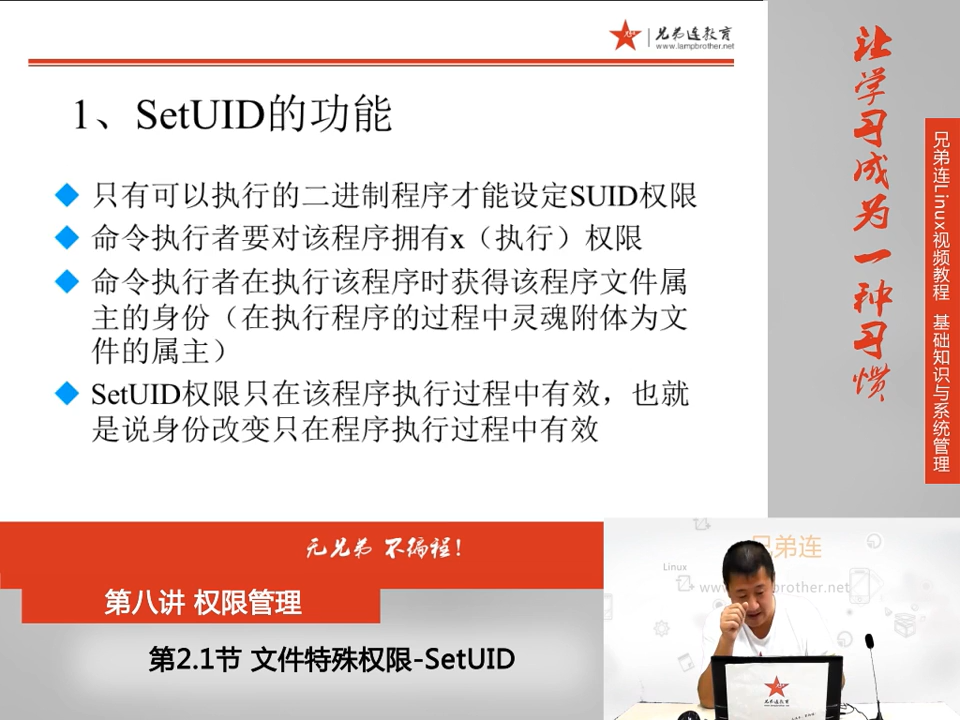 兄弟连教育
www.lampbrother.net
1、SetUID的功能
只有可以执行的二进制程序才能设定SUID权限
命令执行者要对该程序拥有x（执行）权限
命令执行者在执行该程序时获得该程序文件属
主的身份（在执行程序的过程中灵魂附体为文
件的属主）
SetUID权限只在该程序执行过程中有效，也就
是说身份改变只在程序执行过程中有效
让学习成为一种习惯
兄弟连Linux视频教程 基础知识与系统管理
无兄弟 不编程！
第八讲 权限管理
第2.1节 文件特殊权限-SetUID
兄弟连
Linux
兄弟连教育